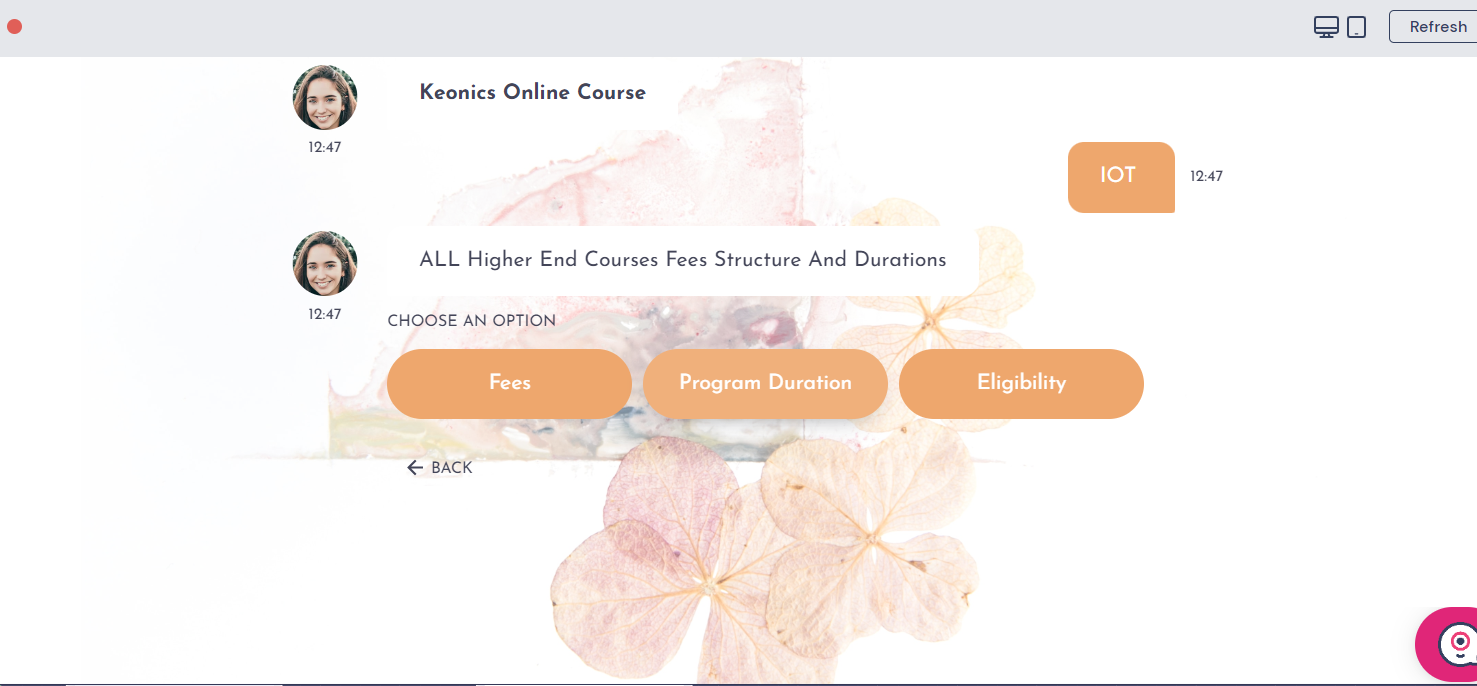 Refresh
Keonics Online Course
12:47
IOT
12:47
ALL Higher End Courses Fees Structure And Durations
12:47
CHOOSE AN OPTION
Fees
Program Duration
Eligibility
BACK